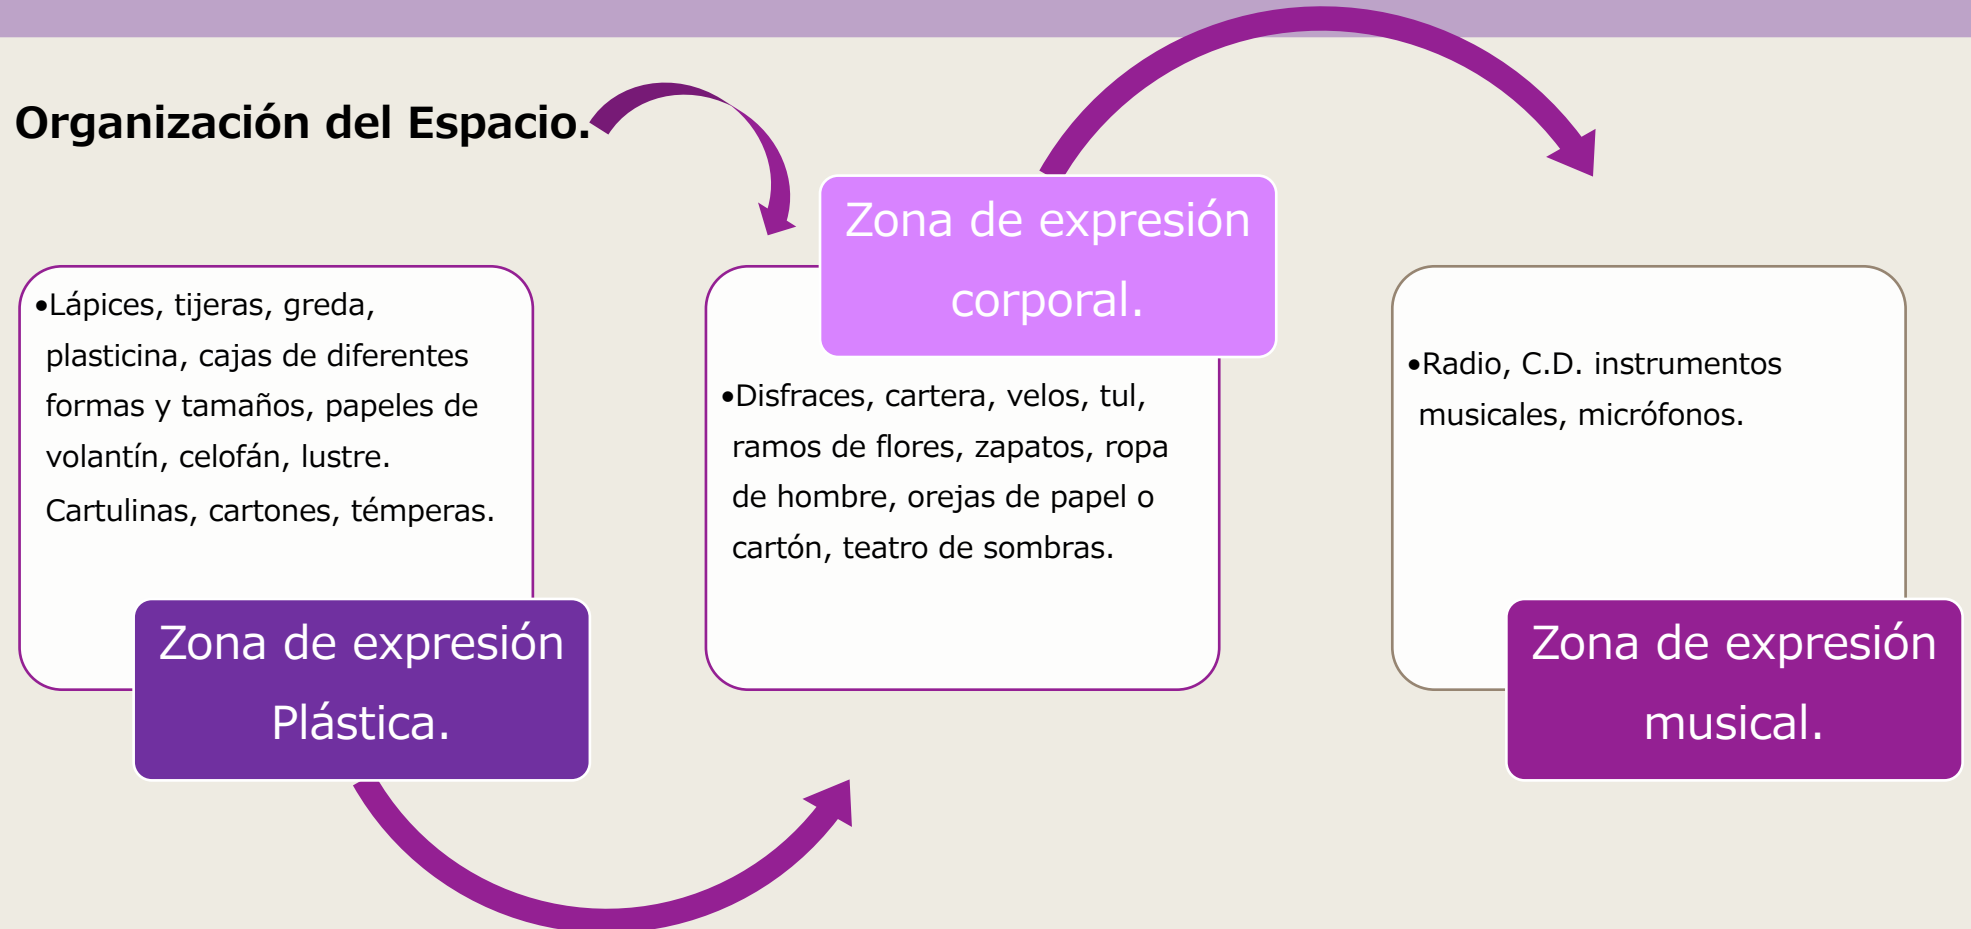 Organización del Espacio.
•Lápices, tijeras, greda,
plasticina, cajas de diferentes
formas y tamaños, papeles de
volantín, celofán, lustre.
Cartulinas, cartones, témperas.
Zona de expresión
Plástica.
Zona de expresión
corporal.
•Disfraces, cartera, velos, tul,
ramos de flores, zapatos, ropa
de hombre, orejas de papel o
cartón, teatro de sombras.
•Radio, C.D. instrumentos
musicales, micrófonos.
Zona de expresión
musical.